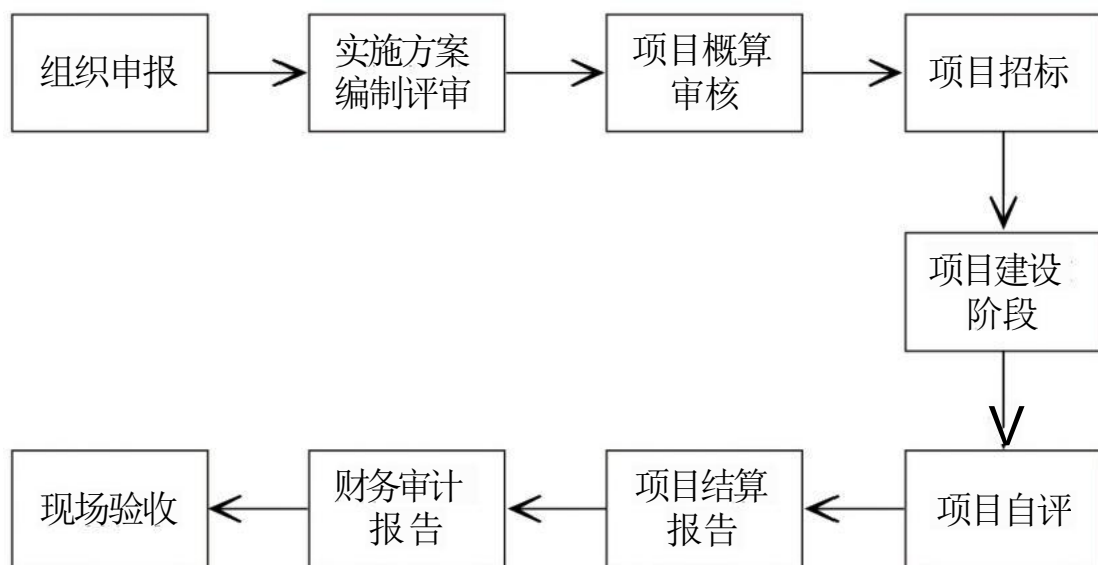 组织申报
实施方案
编制评审
项目概算
审核
项目招标
项目建设
阶段
项目自评
项目结算
报告
财务审计
报告
现场验收